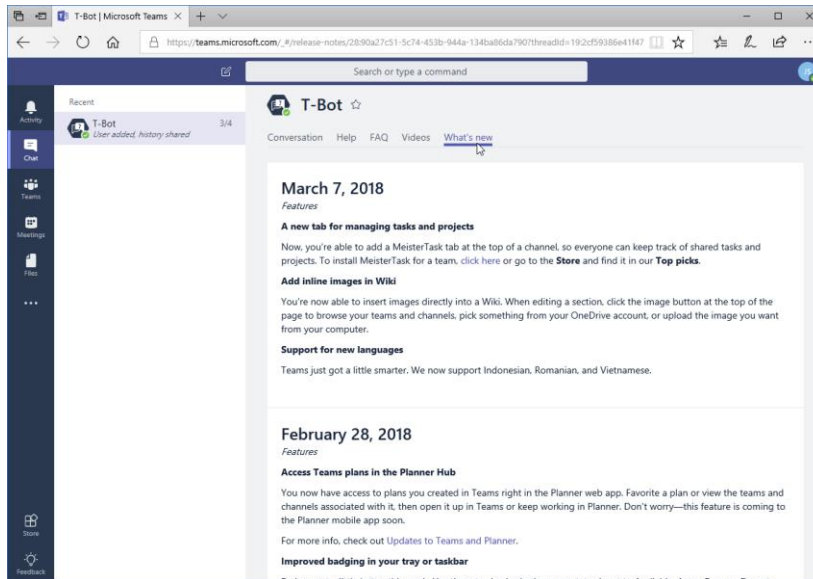 T-Bot | Microsoft Teams
https://teams.microsoft.com/_#/release-notes/28:90a27c51-5c74-453b-944a-134ba86da790?threadId=19:2cf59386e41f47
Search or type a command
JS
Activity
Chat
Teams
Meetings
Files
Store
Feedback
Recent
T-Bot 3/4
User added, history shared
T-Bot
Conversation Help FAQ Videos What's new
March 7, 2018
Features
A new tab for managing tasks and projects
Now, you're able to add a MeisterTask tab at the top of a channel, so everyone can keep track of shared tasks and
projects. To install MeisterTask for a team, click here or go to the Store and find it in our Top picks.
Add inline images in Wiki
You're now able to insert images directly into a Wiki. When editing a section, click the image button at the top of the
page to browse your teams and channels, pick something from your OneDrive account, or upload the image you want
from your computer.
Support for new languages
Teams just got a little smarter. We now support Indonesian, Romanian, and Vietnamese.
February 28, 2018
Features
Access Teams plans in the Planner Hub
You now have access to plans you created in Teams right in the Planner web app. Favorite a plan or view the teams and
channels associated with it, then open it up in Teams or keep working in Planner. Don't worry—this feature is coming to
the Planner mobile app soon.
For more info, check out Updates to Teams and Planner.
Improved badging in your tray or taskbar